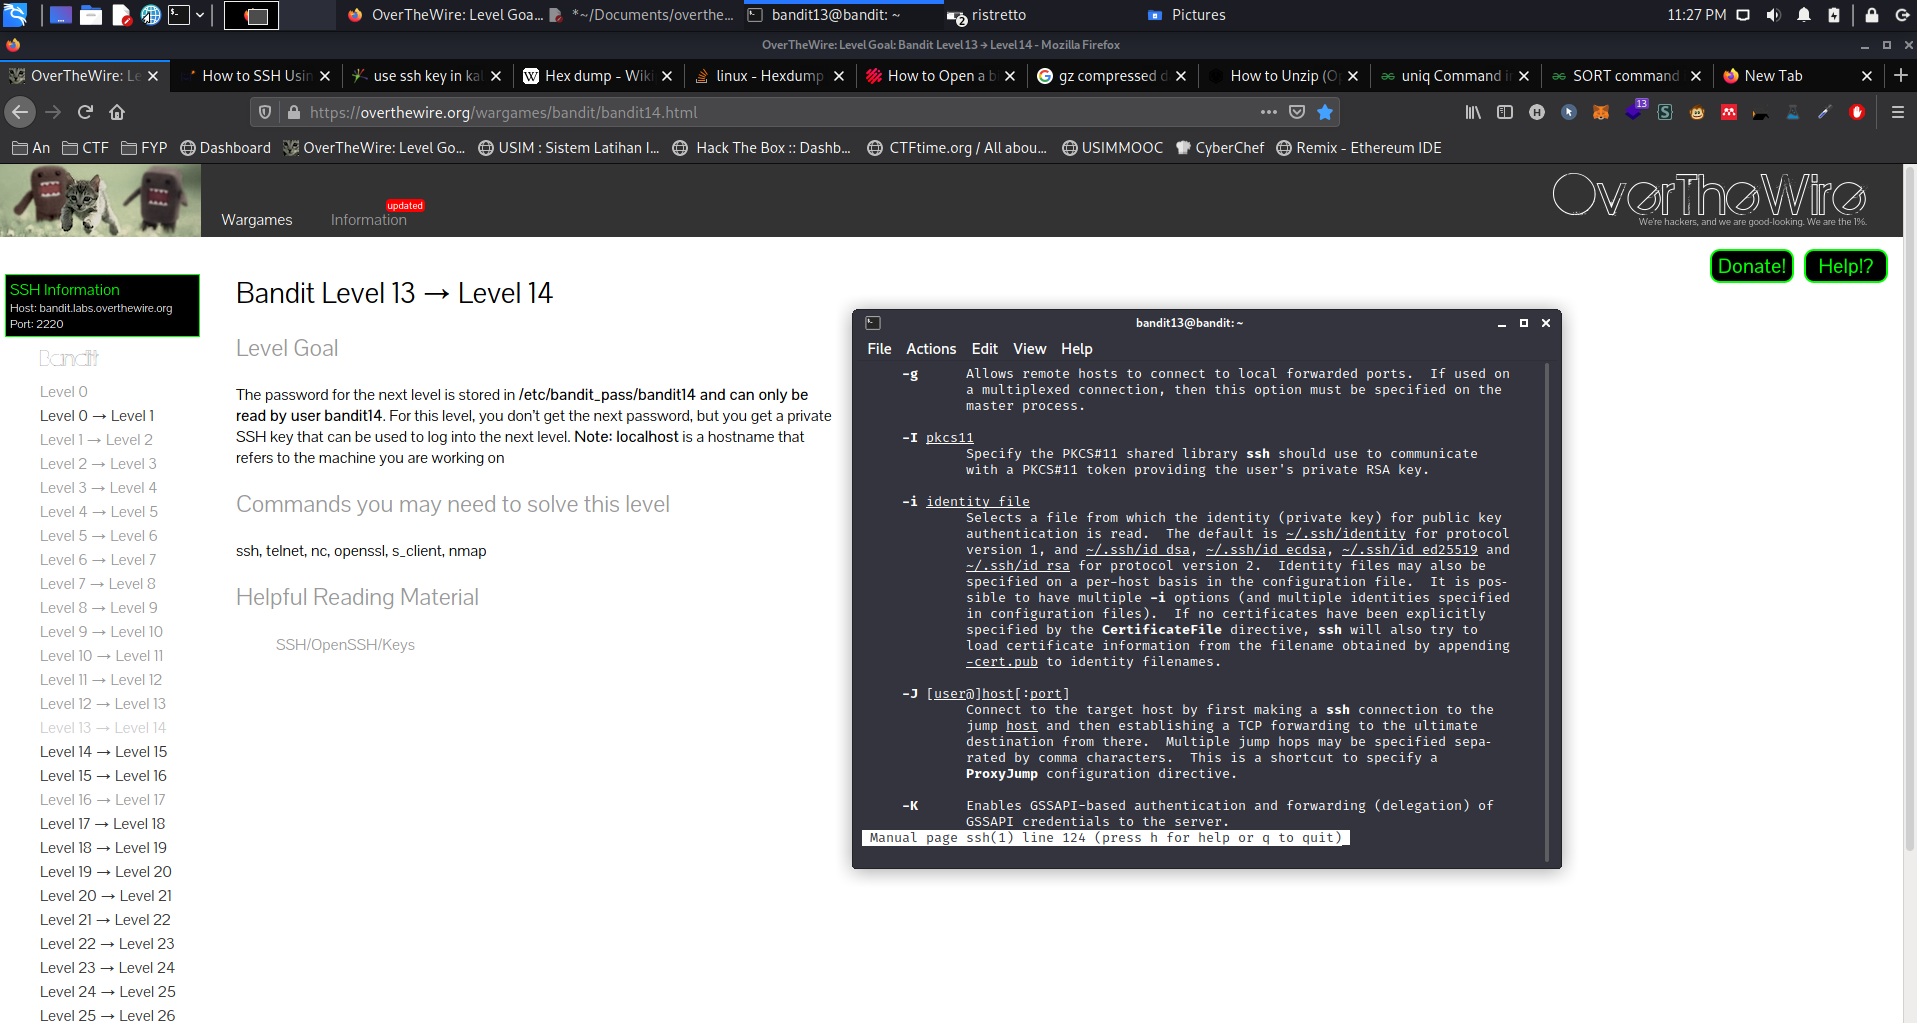 OverTheWire: Level Goa...
*~/Documents/overthe...
bandit13@bandit: ~
2
ristretto
Pictures
11:27 PM
OverTheWire: Level Goal: Bandit Level 13 → Level 14 - Mozilla Firefox
OverTheWire: Le
How to SSH Usin
use ssh key in kal
Hex dump - Wiki
linux - Hexdump
How to Open a b
gz compressed d
How to Unzip (Op
uniq Command in
SORT command
New Tab
https://overthewire.org/wargames/bandit/bandit14.html
13
An
CTF
FYP
Dashboard
OverTheWire: Level Go...
USIM : Sistem Latihan I...
Hack The Box :: Dashb...
CTFtime.org / All abou...
USIMMOOC
CyberChef
Remix - Ethereum IDE
Wargames
Information
updated
OverTheWire
We're hackers, and we are good-looking. We are the 1%.
Donate!
Help!?
SSH Information
Host: bandit.labs.overthewire.org
Port: 2220
Bandit
Level 0
Level 0 → Level 1
Level 1 → Level 2
Level 2 → Level 3
Level 3 → Level 4
Level 4 → Level 5
Level 5 → Level 6
Level 6 → Level 7
Level 7 → Level 8
Level 8 → Level 9
Level 9 → Level 10
Level 10 → Level 11
Level 11 → Level 12
Level 12 → Level 13
Level 13 → Level 14
Level 14 → Level 15
Level 15 → Level 16
Level 16 → Level 17
Level 17 → Level 18
Level 18 → Level 19
Level 19 → Level 20
Level 20 → Level 21
Level 21 → Level 22
Level 22 → Level 23
Level 23 → Level 24
Level 24 → Level 25
Level 25 → Level 26
Bandit Level 13 → Level 14
Level Goal
The password for the next level is stored in /etc/bandit_pass/bandit14 and can only be
read by user bandit14. For this level, you don't get the next password, but you get a private
SSH key that can be used to log into the next level. Note: localhost is a hostname that
refers to the machine you are working on
Commands you may need to solve this level
ssh, telnet, nc, openssl, s_client, nmap
Helpful Reading Material
SSH/OpenSSH/Keys
bandit13@bandit: ~
File Actions Edit View Help
-g Allows remote hosts to connect to local forwarded ports. If used on
a multiplexed connection, then this option must be specified on the
master process.
-I pkcs11
Specify the PKCS#11 shared library ssh should use to communicate
with a PKCS#11 token providing the user's private RSA key.
-i identity_file
Selects a file from which the identity (private key) for public key
authentication is read. The default is ~/.ssh/identity for protocol
version 1, and ~/.ssh/id_dsa, ~/.ssh/id_ecdsa, ~/.ssh/id_ed25519 and
~/.ssh/id_rsa for protocol version 2. Identity files may also be
specified on a per-host basis in the configuration file. It is pos-
sible to have multiple -i options (and multiple identities specified
in configuration files). If no certificates have been explicitly
specified by the CertificateFile directive, ssh will also try to
load certificate information from the filename obtained by appending
-cert.pub to identity filenames.
-J [user@]host[:port]
Connect to the target host by first making a ssh connection to the
jump host and then establishing a TCP forwarding to the ultimate
destination from there. Multiple jump hops may be specified sepa-
rated by comma characters. This is a shortcut to specify a
ProxyJump configuration directive.
-K Enables GSSAPI-based authentication and forwarding (delegation) of
GSSAPI credentials to the server.
Manual page ssh(1) line 124 (press h for help or q to quit)